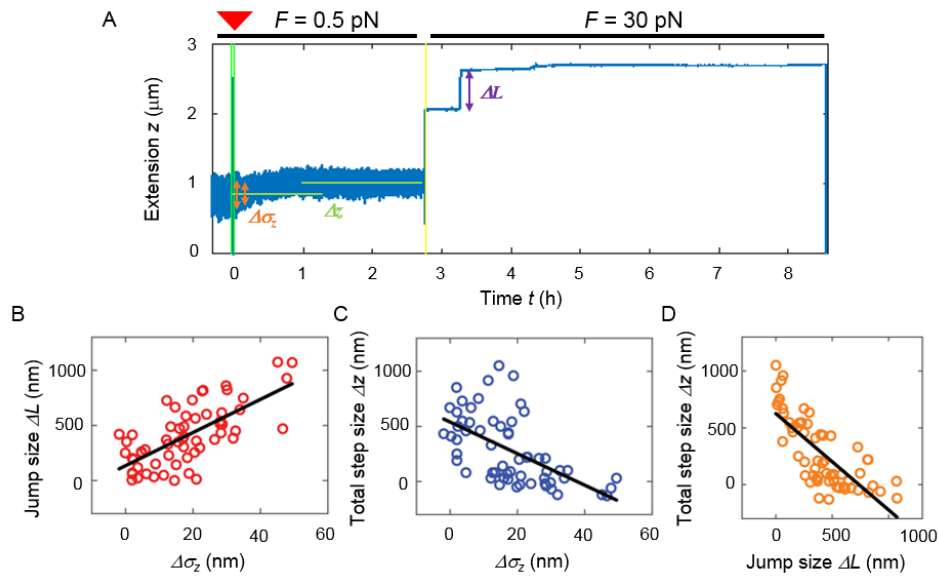 A
F = 0.5 pN
F = 30 pN
Extension z (μm)
3
2
1
0
ΔL
Δσz
Δz
0
1
2
3
4
5
6
7
8
Time t (h)
B
Jump size ΔL (nm)
1000
500
0
0
20
40
60
Δσz (nm)
C
Total step size Δz (nm)
1000
500
0
0
20
40
60
Δσz (nm)
D
Total step size Δz (nm)
1000
500
0
0
500
1000
Jump size ΔL (nm)